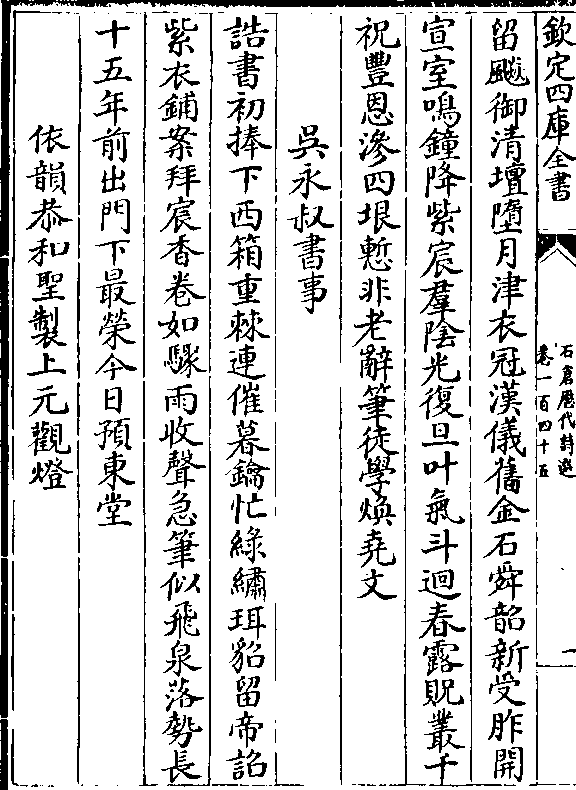 欽定四庫全書
石倉歷代詩選
卷一百四十五
一
留飈御清壇墮月津衣冠漢儀舊金石舜韶新受胙開
宣室鳴鐘降紫宸羣陰光復旦叶氣斗迴春露貺叢千
祝豐恩滲四垠慙非老辭筆徒學煥堯文
吳永叔書事
誥書初捧下西箱重棘連催暮鑰忙綠繡珥貂留帝詔
紫衣鋪案拜宸香卷如驟雨收聲急筆似飛泉落勢長
十五年前出門下最榮今日預東堂
依韻恭和聖製上元觀燈